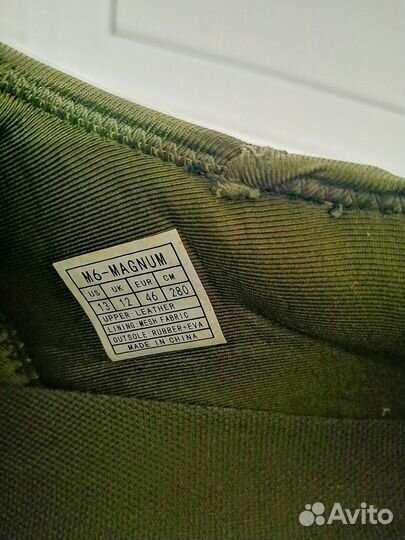 M6-MAGNUM
US UK EUR CM
13 12 46 280
UPPER·LEATHER
LINING·MESH FABRIC
OUTSOLE·RUBBER+EVA
MADE IN CHINA
Avito